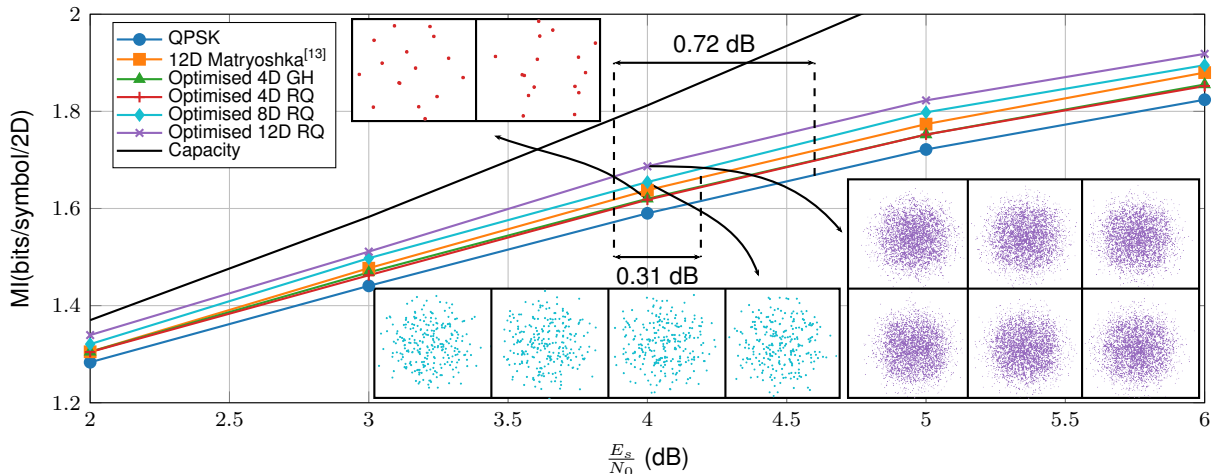 QPSK
12D Matryoshka[13]
Optimised 4D GH
Optimised 4D RQ
Optimised 8D RQ
Optimised 12D RQ
Capacity
0.72 dB
0.31 dB
MI(bits/symbol/2D)
2
1.8
1.6
1.4
1.2
2 2.5 3 3.5 4 4.5 5 5.5 6
E_s/N_0 (dB)